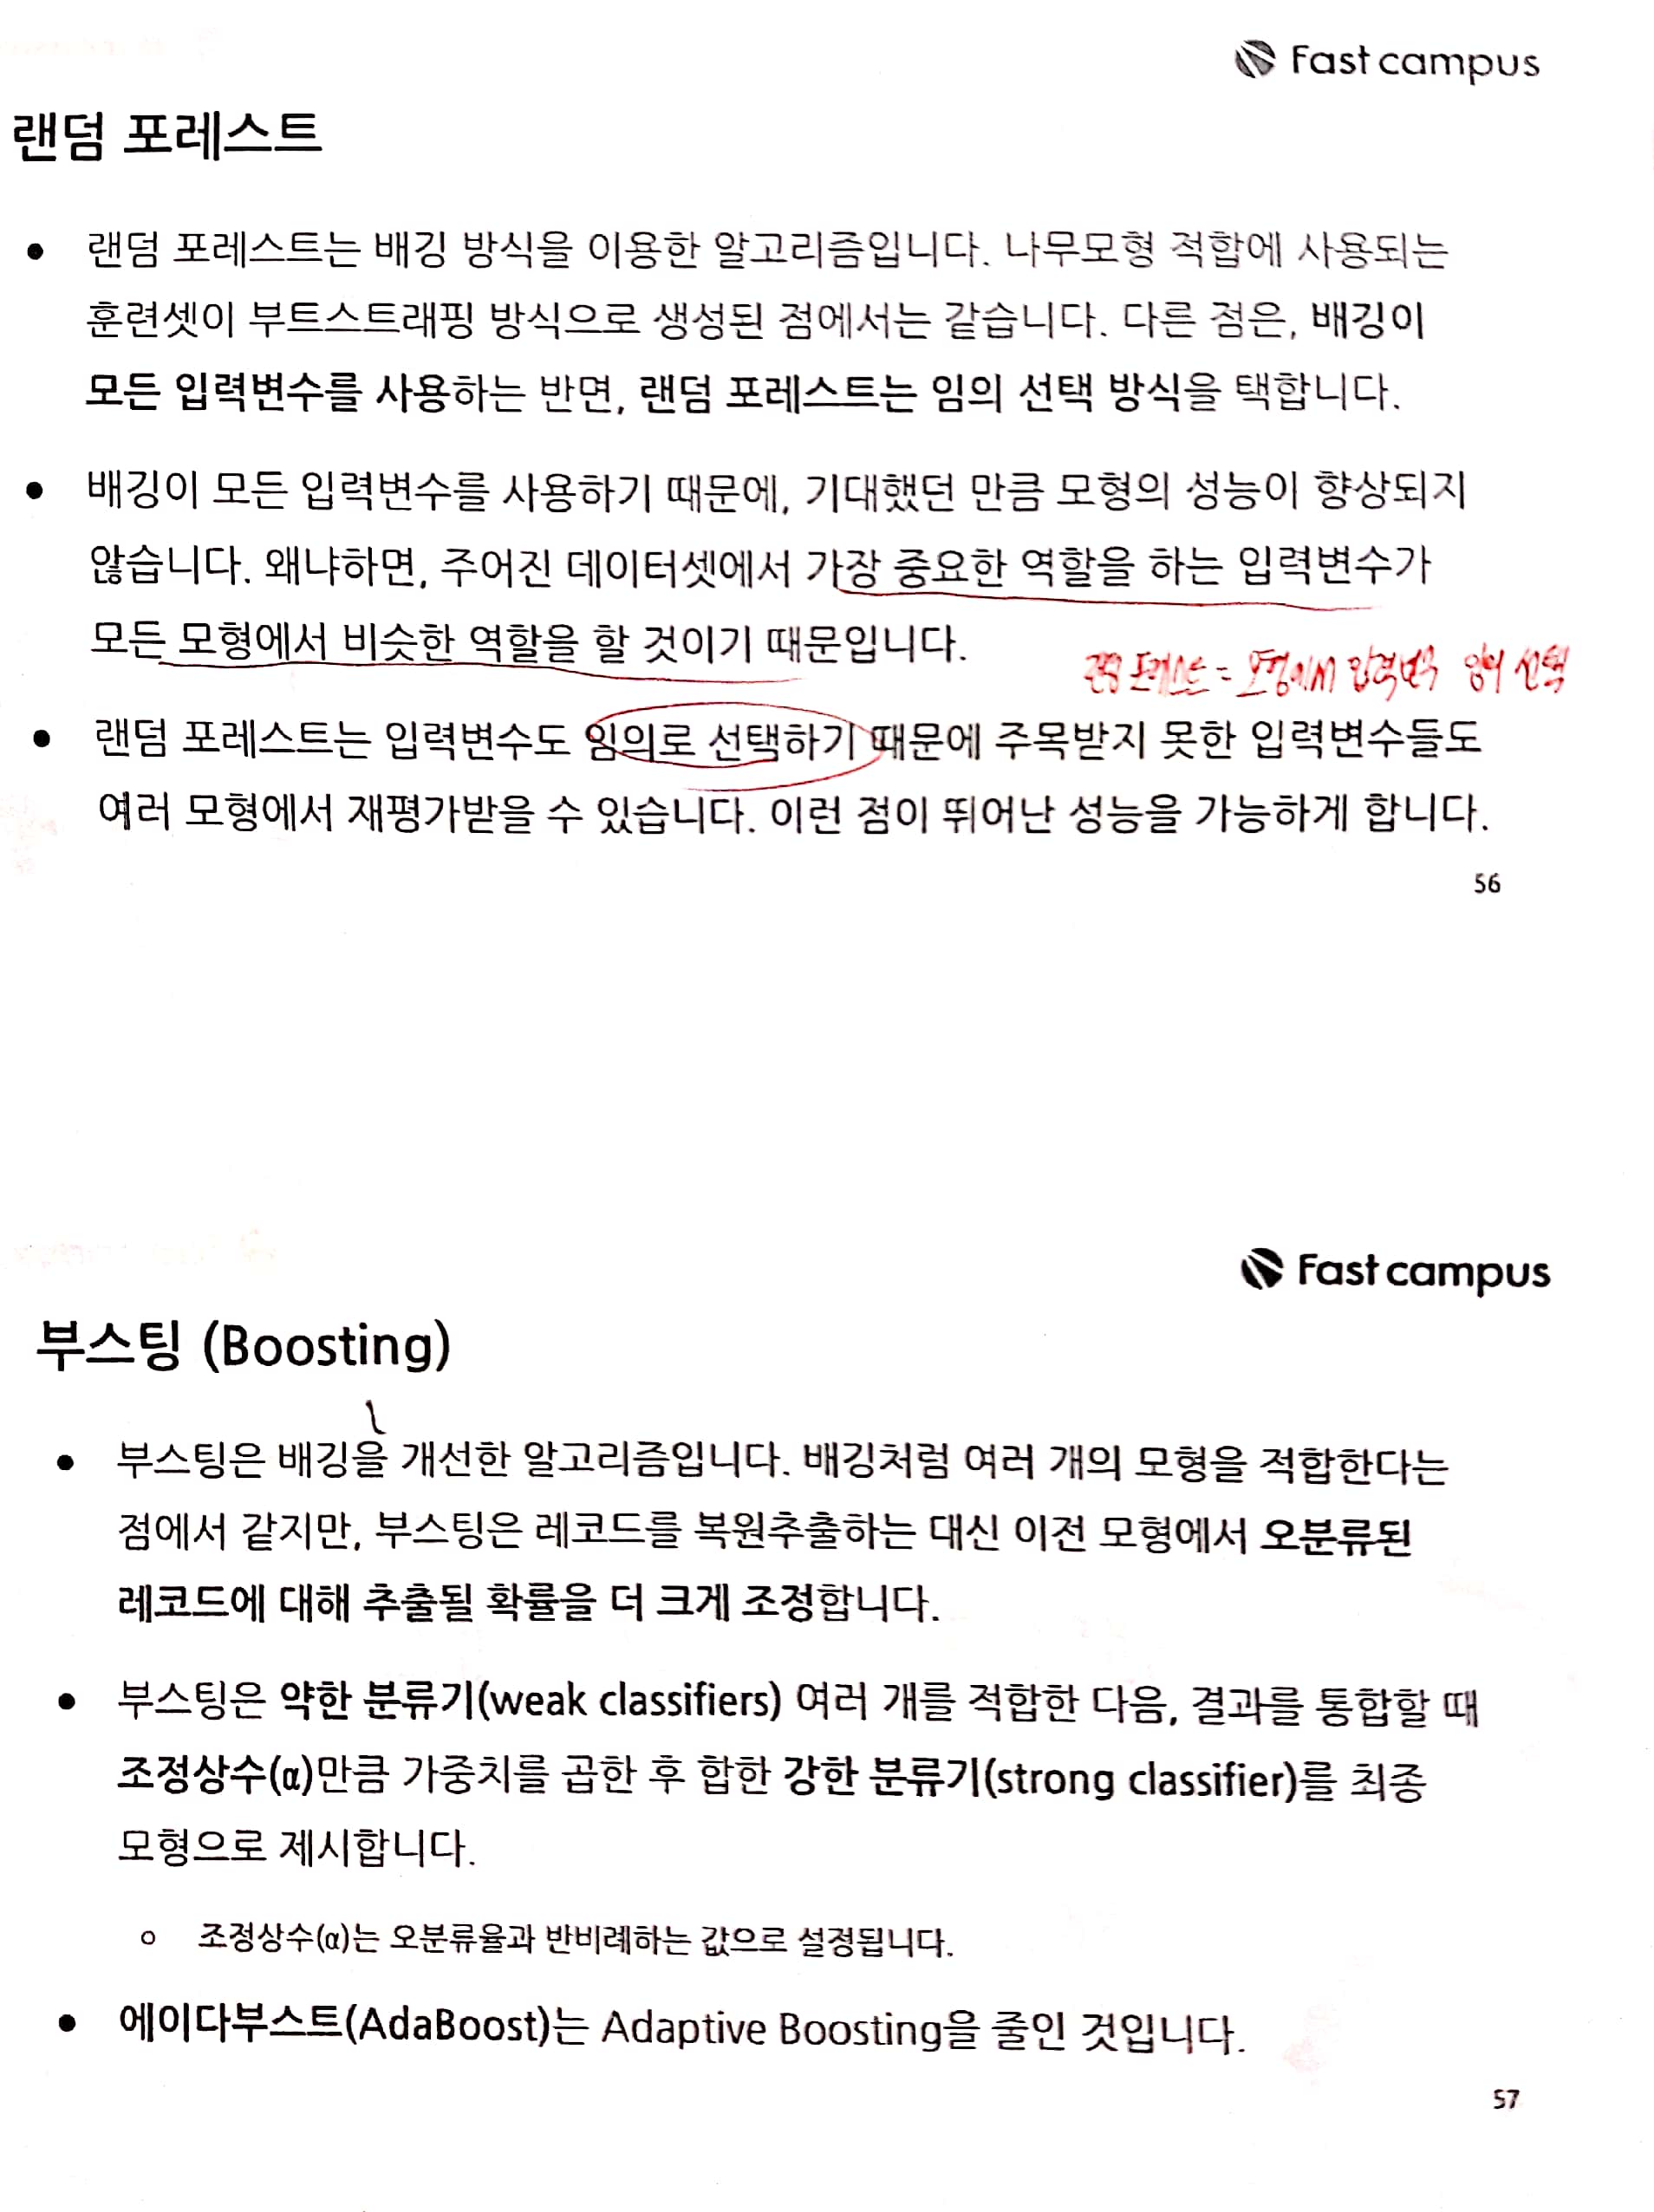 Fast campus
랜덤 포레스트
• 랜덤 포레스트는 배깅 방식을 이용한 알고리즘입니다. 나무모형 적합에 사용되는
훈련셋이 부트스트래핑 방식으로 생성된 점에서는 같습니다. 다른 점은, 배깅이
모든 입력변수를 사용하는 반면, 랜덤 포레스트는 임의 선택 방식을 택합니다.
• 배깅이 모든 입력변수를 사용하기 때문에, 기대했던 만큼 모형의 성능이 향상되지
않습니다. 왜냐하면, 주어진 데이터셋에서 가장 중요한 역할을 하는 입력변수가
모든 모형에서 비슷한 역할을 할 것이기 때문입니다.
랜덤 포레스트 = 모형에서 입력변수 임의 선택
• 랜덤 포레스트는 입력변수도 임의로 선택하기 때문에 주목받지 못한 입력변수들도
여러 모형에서 재평가받을 수 있습니다. 이런 점이 뛰어난 성능을 가능하게 합니다.
56
Fast campus
부스팅 (Boosting)
• 부스팅은 배깅을 개선한 알고리즘입니다. 배깅처럼 여러 개의 모형을 적합한다는
점에서 같지만, 부스팅은 레코드를 복원추출하는 대신 이전 모형에서 오분류된
레코드에 대해 추출될 확률을 더 크게 조정합니다.
• 부스팅은 약한 분류기(weak classifiers) 여러 개를 적합한 다음, 결과를 통합할 때
조정상수(α)만큼 가중치를 곱한 후 합한 강한 분류기(strong classifier)를 최종
모형으로 제시합니다.
○ 조정상수(α)는 오분류율과 반비례하는 값으로 설정됩니다.
• 에이다부스트(AdaBoost)는 Adaptive Boosting을 줄인 것입니다.
57